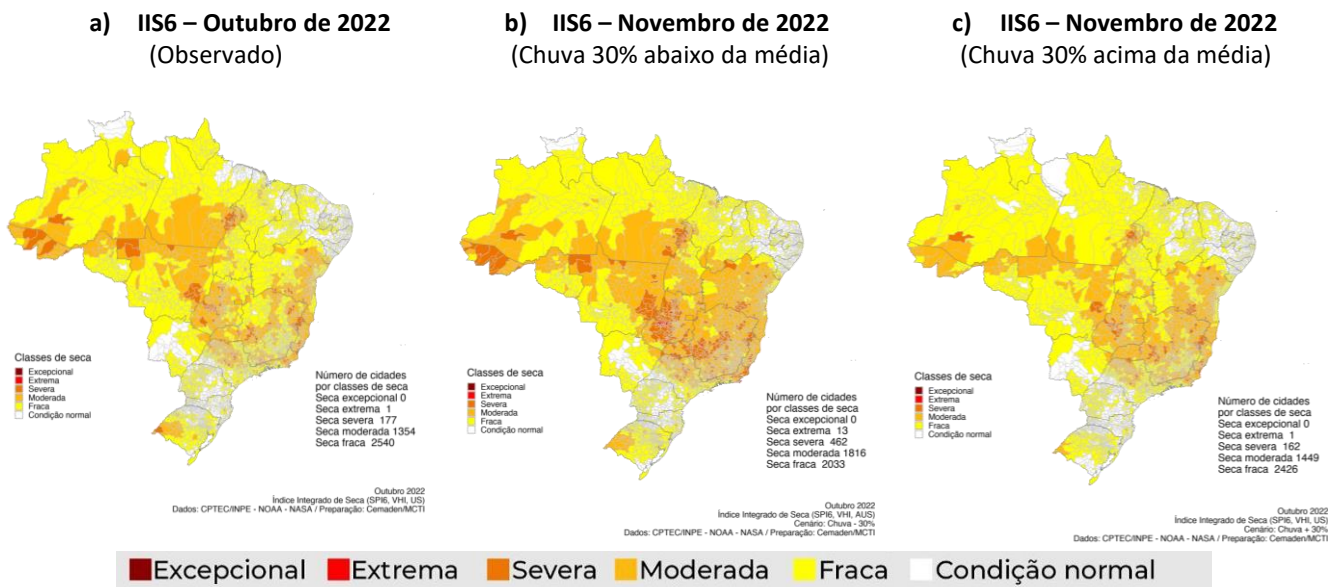 a) IIS6 – Outubro de 2022
(Observado)
b) IIS6 – Novembro de 2022
(Chuva 30% abaixo da média)
c) IIS6 – Novembro de 2022
(Chuva 30% acima da média)
Classes de seca
Excepcional
Extrema
Severa
Moderada
Fraca
Condição normal
Número de cidades
por classes de seca
Seca excepcional 0
Seca extrema 1
Seca severa 177
Seca moderada 1354
Seca fraca 2540
Outubro 2022
Índice Integrado de Seca (SPI6, VHI, US)
Dados: CPTEC/INPE - NOAA - NASA / Preparação: Cemaden/MCTI
Classes de seca
Excepcional
Extrema
Severa
Moderada
Fraca
Condição normal
Número de cidades
por classes de seca
Seca excepcional 0
Seca extrema 13
Seca severa 462
Seca moderada 1816
Seca fraca 2033
Outubro 2022
Índice Integrado de Seca (SPI6, VHI, AUS)
Cenário: Chuva - 30%
Dados: CPTEC/INPE - NOAA - NASA / Preparação: Cemaden/MCTI
Classes de seca
Excepcional
Extrema
Severa
Moderada
Fraca
Condição normal
Número de cidades
por classes de seca
Seca excepcional 0
Seca extrema 1
Seca severa 162
Seca moderada 1449
Seca fraca 2426
Outubro 2022
Índice Integrado de Seca (SPI6, VHI, US)
Cenário: Chuva + 30%
Dados: CPTEC/INPE - NOAA - NASA / Preparação: Cemaden/MCTI
Excepcional Extrema Severa Moderada Fraca Condição normal